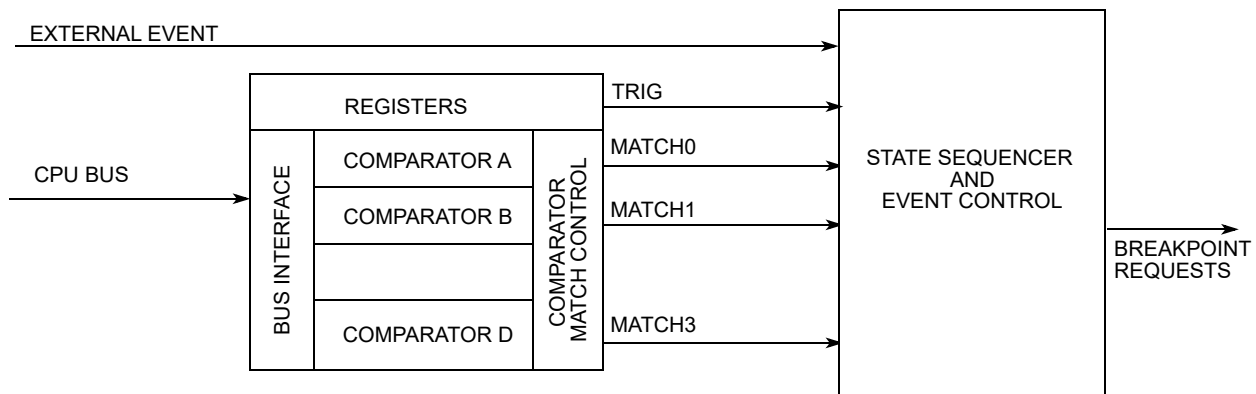 EXTERNAL EVENT
REGISTERS
TRIG
CPU BUS
BUS INTERFACE
COMPARATOR A
COMPARATOR B
COMPARATOR D
COMPARATOR
MATCH CONTROL
MATCH0
MATCH1
MATCH3
STATE SEQUENCER
AND
EVENT CONTROL
BREAKPOINT
REQUESTS